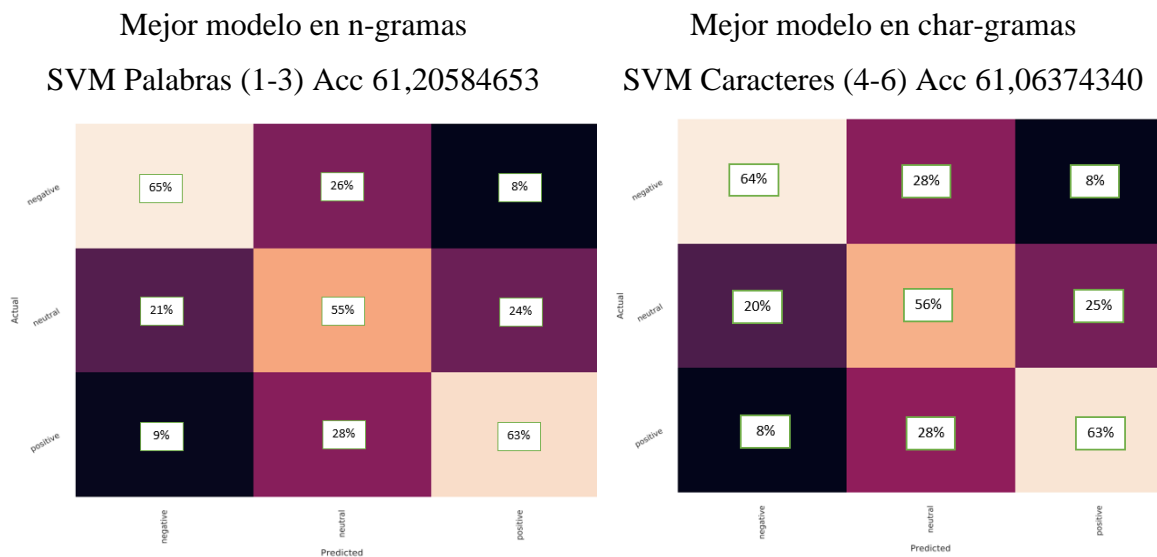 Mejor modelo en n-gramas
SVM Palabras (1-3) Acc 61,20584653
negative
65%
26%
8%
Actual
neutral
21%
55%
24%
positive
9%
28%
63%
negative
neutral
positive
Predicted
Mejor modelo en char-gramas
SVM Caracteres (4-6) Acc 61,06374340
negative
64%
28%
8%
Actual
neutral
20%
56%
25%
positive
8%
28%
63%
negative
neutral
positive
Predicted